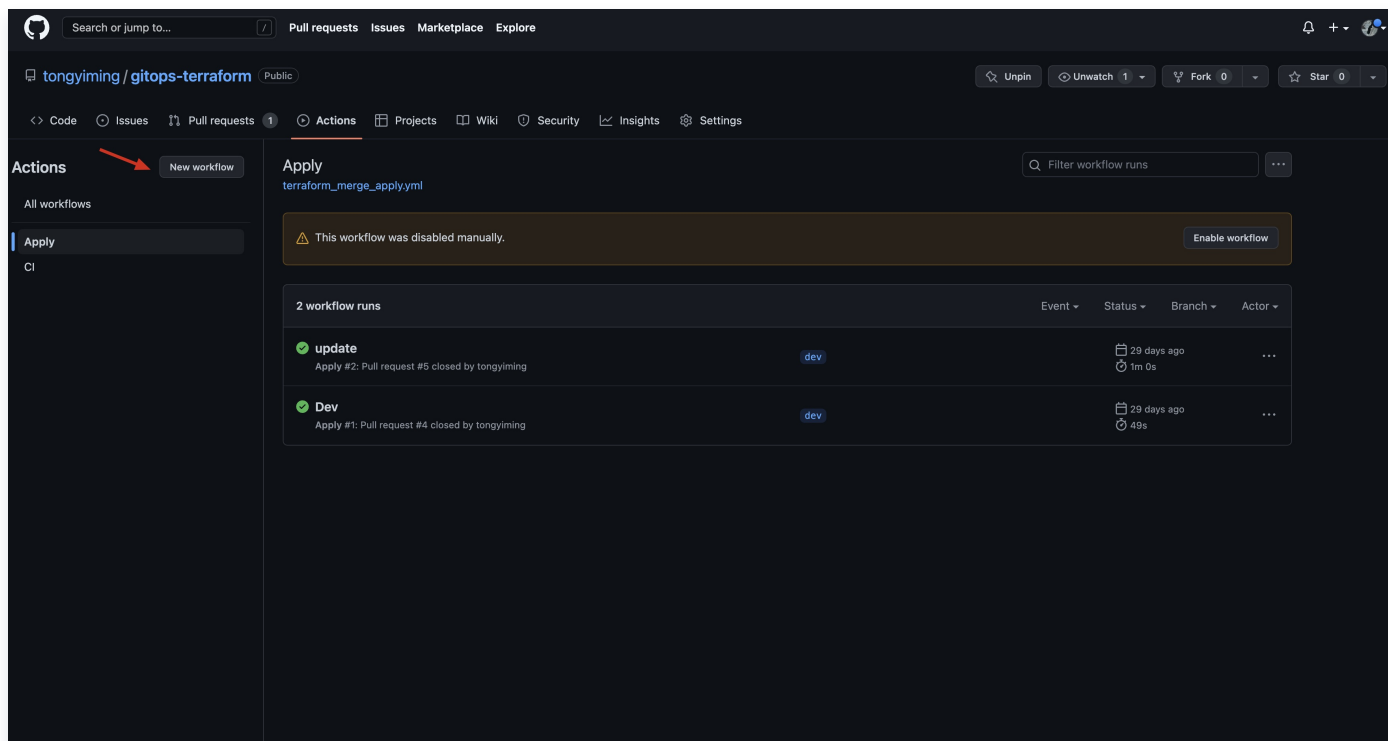 Search or jump to... /
Pull requests Issues Marketplace Explore
tongyiming / gitops-terraform Public
Unpin Unwatch 1 Fork 0 Star 0
Code Issues Pull requests 1 Actions Projects Wiki Security Insights Settings
Actions New workflow
All workflows
Apply
CI
Apply
terraform_merge_apply.yml
Filter workflow runs
This workflow was disabled manually.
Enable workflow
2 workflow runs
Event Status Branch Actor
update
Apply #2: Pull request #5 closed by tongyiming
dev
29 days ago
1m 0s
Dev
Apply #1: Pull request #4 closed by tongyiming
dev
29 days ago
49s